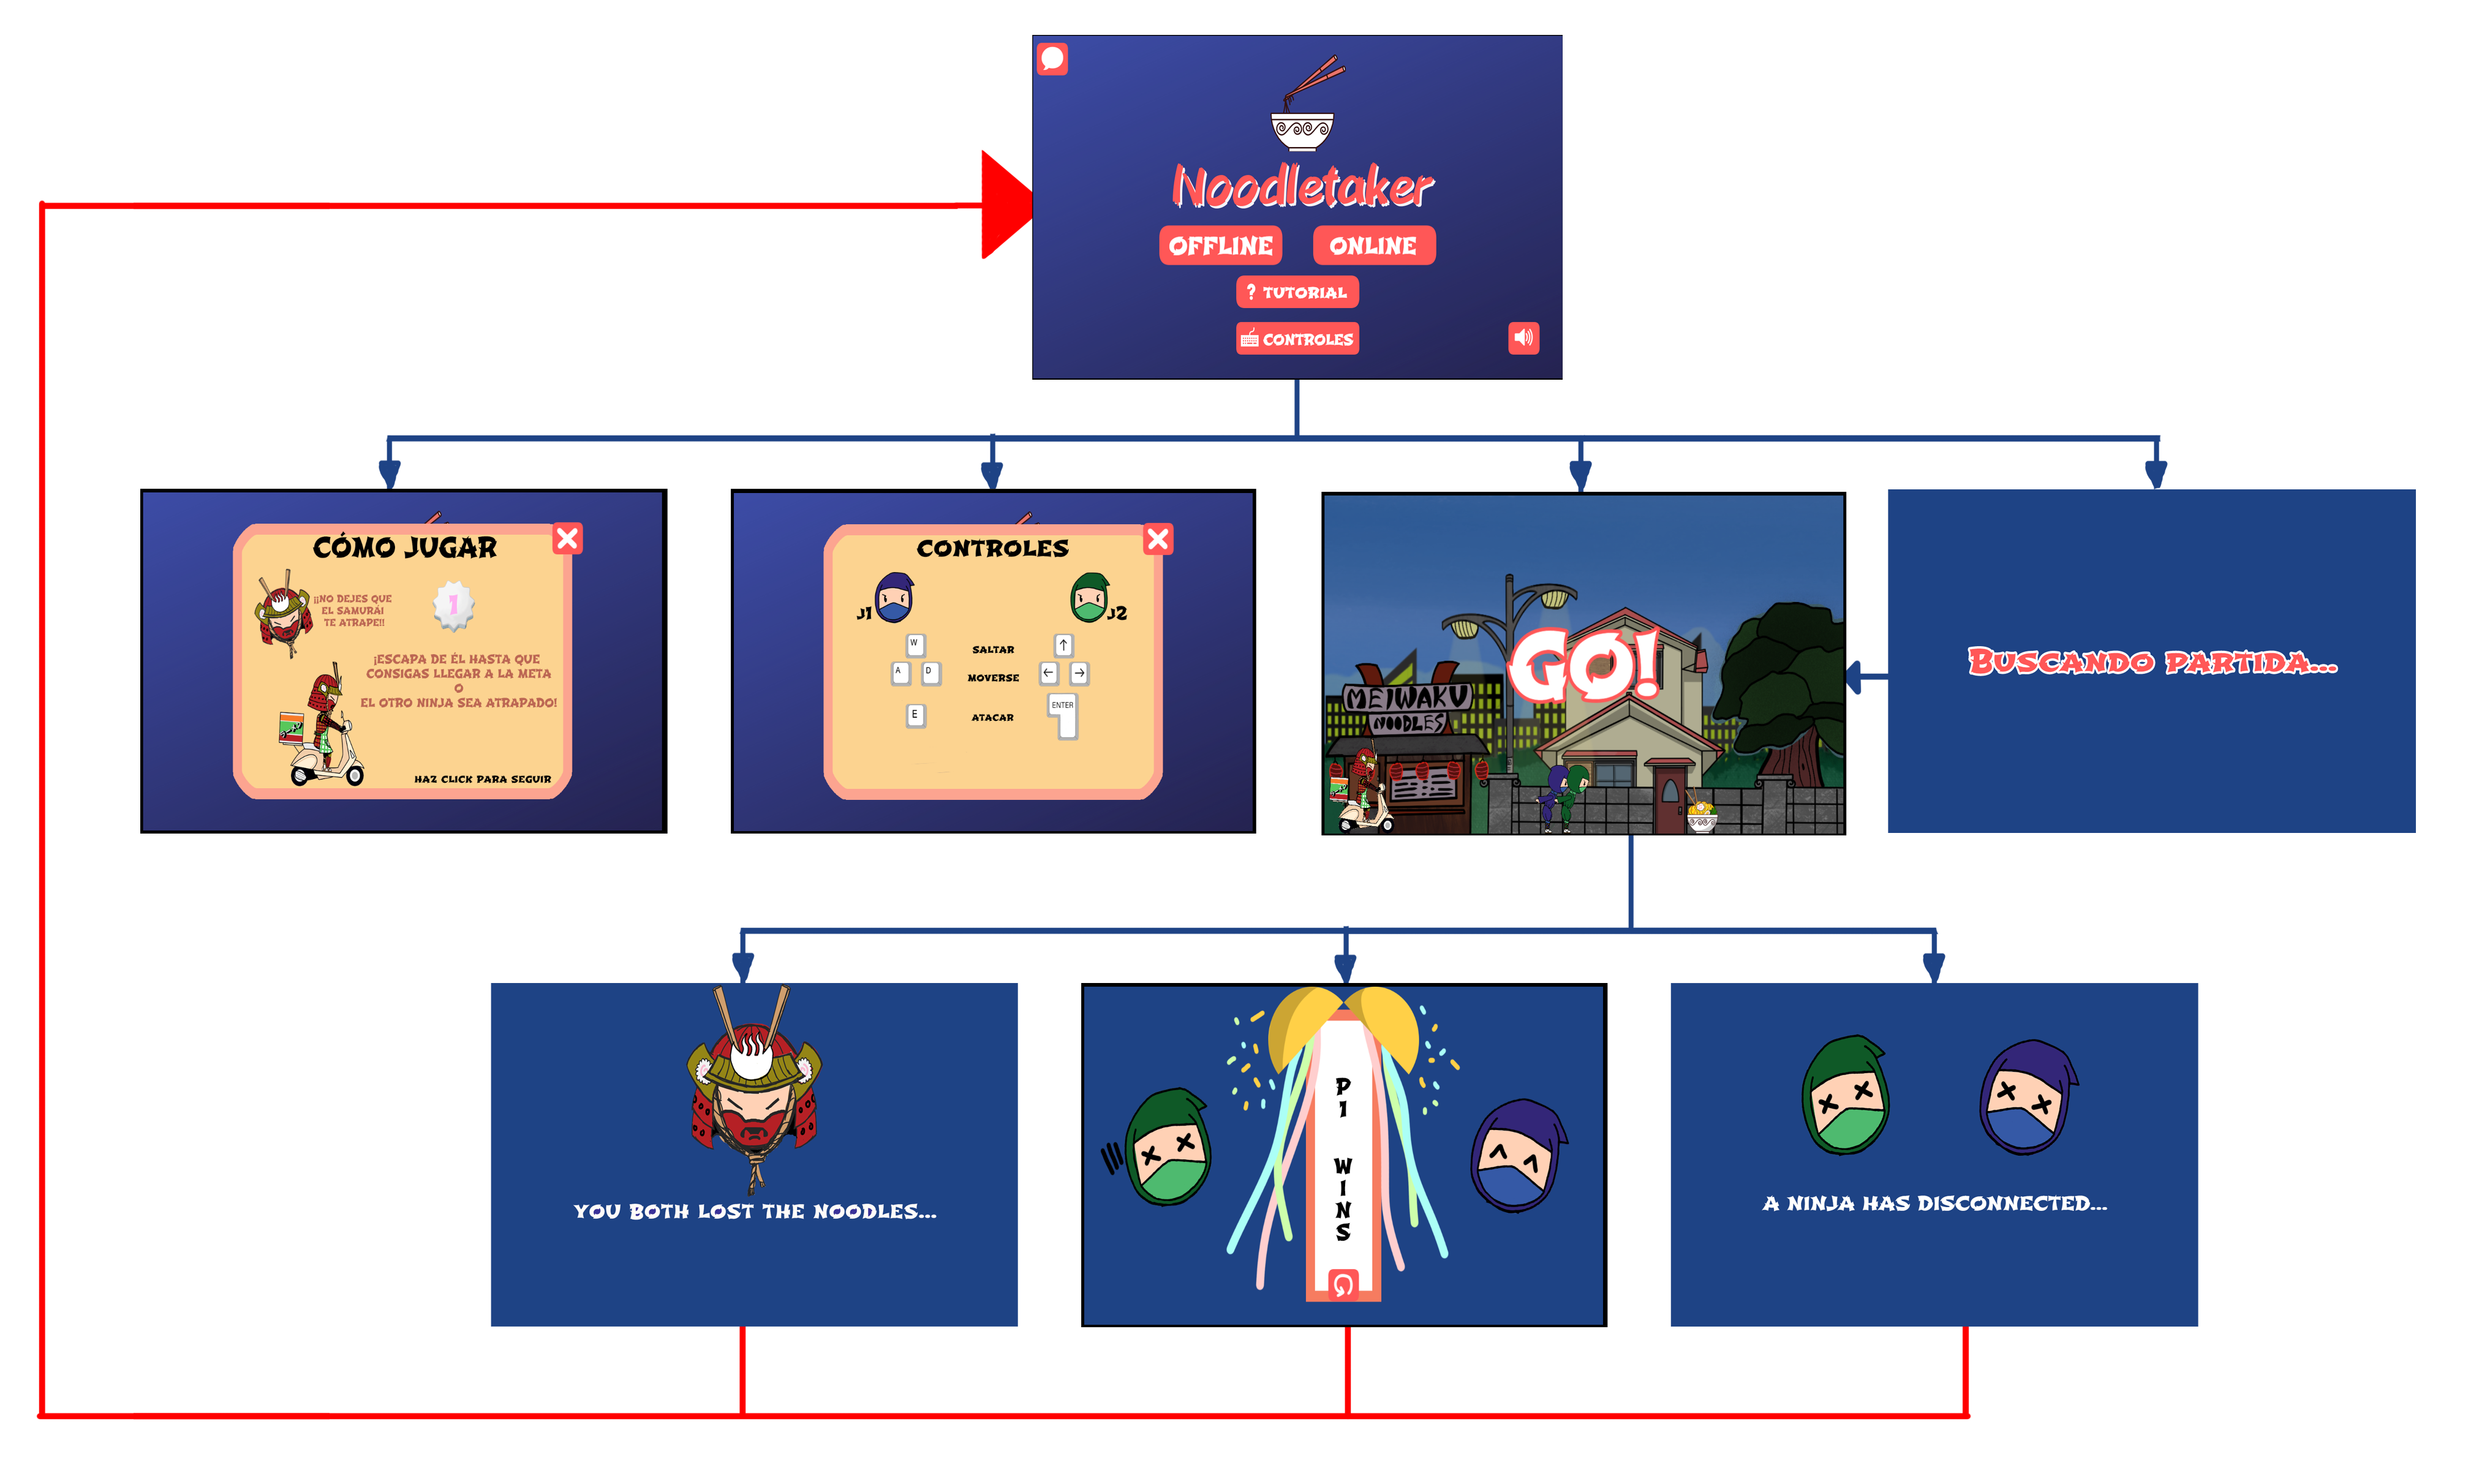 Noodletaker
OFFLINE
ONLINE
? TUTORIAL
CONTROLES
CÓMO JUGAR
¡¡NO DEJES QUE
EL SAMURÁI
TE ATRAPE!!
1
¡ESCAPA DE ÉL HASTA QUE
CONSIGAS LLEGAR A LA META
O
EL OTRO NINJA SEA ATRAPADO!
HAZ CLICK PARA SEGUIR
CONTROLES
J1
J2
W
SALTAR
↑
A
D
MOVERSE
←
→
E
ATACAR
ENTER
GO!
MEIWAKU
NOODLES
BUSCANDO PARTIDA...
YOU BOTH LOST THE NOODLES...
P1 WINS
A NINJA HAS DISCONNECTED...